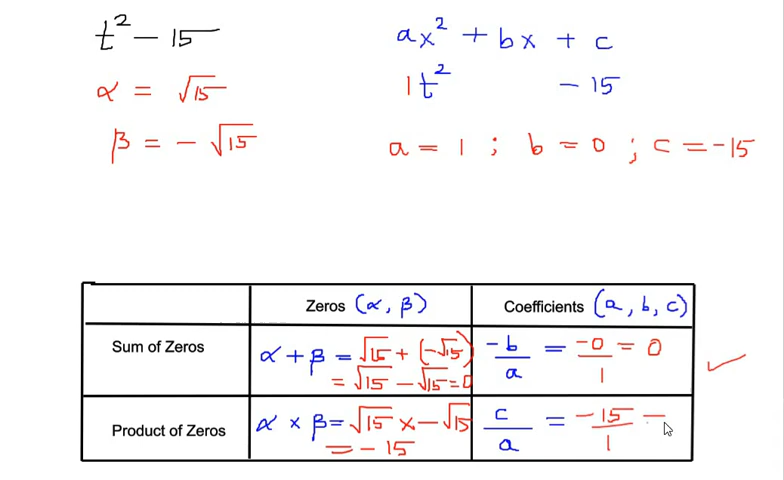 t² - 15
ax² + bx + c
α = √15
1t² - 15
β = - √15
a = 1 ; b = 0 ; c = -15
Zeros (α, β)
Coefficients (a, b, c)
Sum of Zeros
α + β = √15 + (-√15)
= √15 - √15 = 0
-b/a = -0/1 = 0 ✓
Product of Zeros
α × β = √15 × -√15
= - 15
c/a = -15/1 =